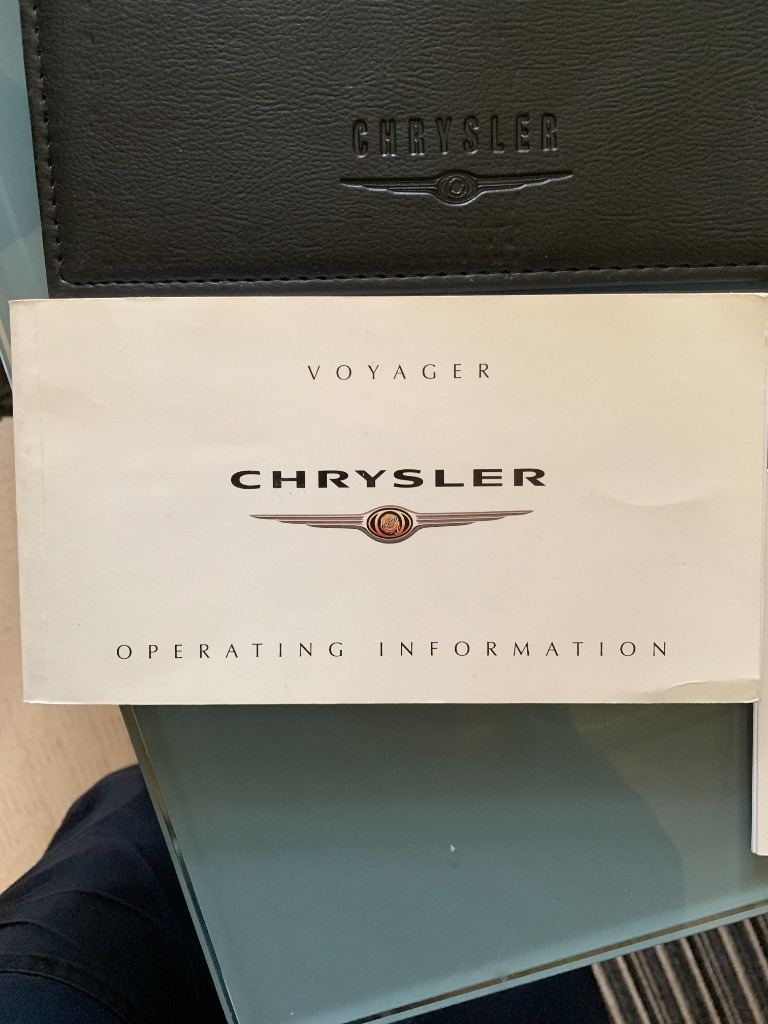 CHRYSLER
VOYAGER
CHRYSLER
OPERATING INFORMATION